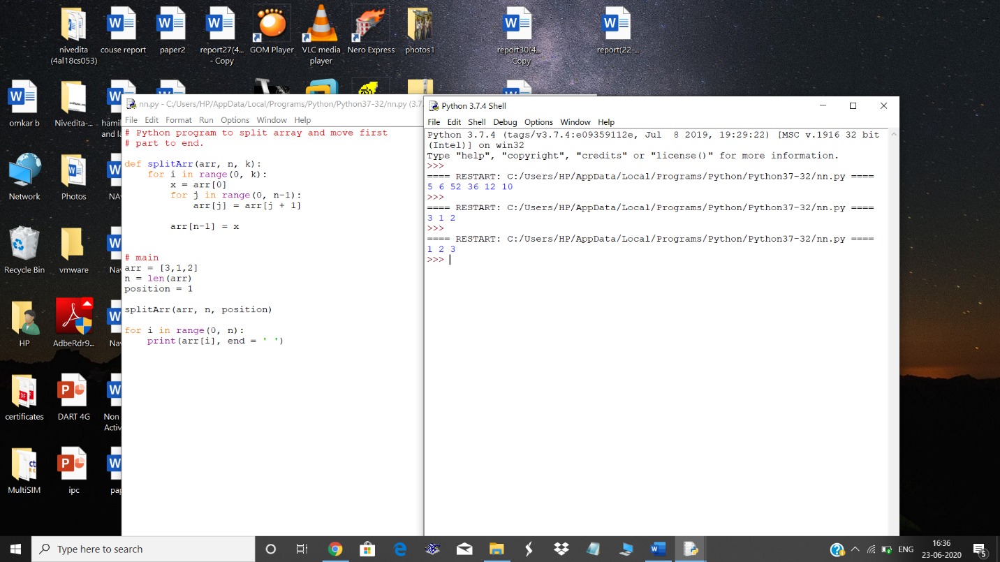 nivedita
(4al18cs053)
couse report
paper2
report27(4...
- Copy
GOM Player
VLC media
player
Nero Express
photos1
report30(4...
- Copy
report(22-...
omkar b
Nivedita-...
hamil
and la
Network
Photos
NAv
Recycle Bin
vmware
Nav
HP
AdbeRdr9...
Nav
certificates
DART 4G
Non
Activ
MultiSIM
ipc
pap
nn.py - C:/Users/HP/AppData/Local/Programs/Python/Python37-32/nn.py (3.7.
File Edit Format Run Options Window Help
# Python program to split array and move first
# part to end.
def splitArr(arr, n, k):
    for i in range(0, k):
        x = arr[0]
        for j in range(0, n-1):
            arr[j] = arr[j + 1]
        arr[n-1] = x
# main
arr = [3,1,2]
n = len(arr)
position = 1
splitArr(arr, n, position)
for i in range(0, n):
    print(arr[i], end = ' ')
Python 3.7.4 Shell
File Edit Shell Debug Options Window Help
Python 3.7.4 (tags/v3.7.4:e09359112e, Jul  8 2019, 19:29:22) [MSC v.1916 32 bit
(Intel)] on win32
Type "help", "copyright", "credits" or "license()" for more information.
>>>
==== RESTART: C:/Users/HP/AppData/Local/Programs/Python/Python37-32/nn.py ====
5 6 52 36 12 10
>>>
==== RESTART: C:/Users/HP/AppData/Local/Programs/Python/Python37-32/nn.py ====
3 1 2
>>>
==== RESTART: C:/Users/HP/AppData/Local/Programs/Python/Python37-32/nn.py ====
1 2 3
>>>
Type here to search
ENG
16:36
23-06-2020
5